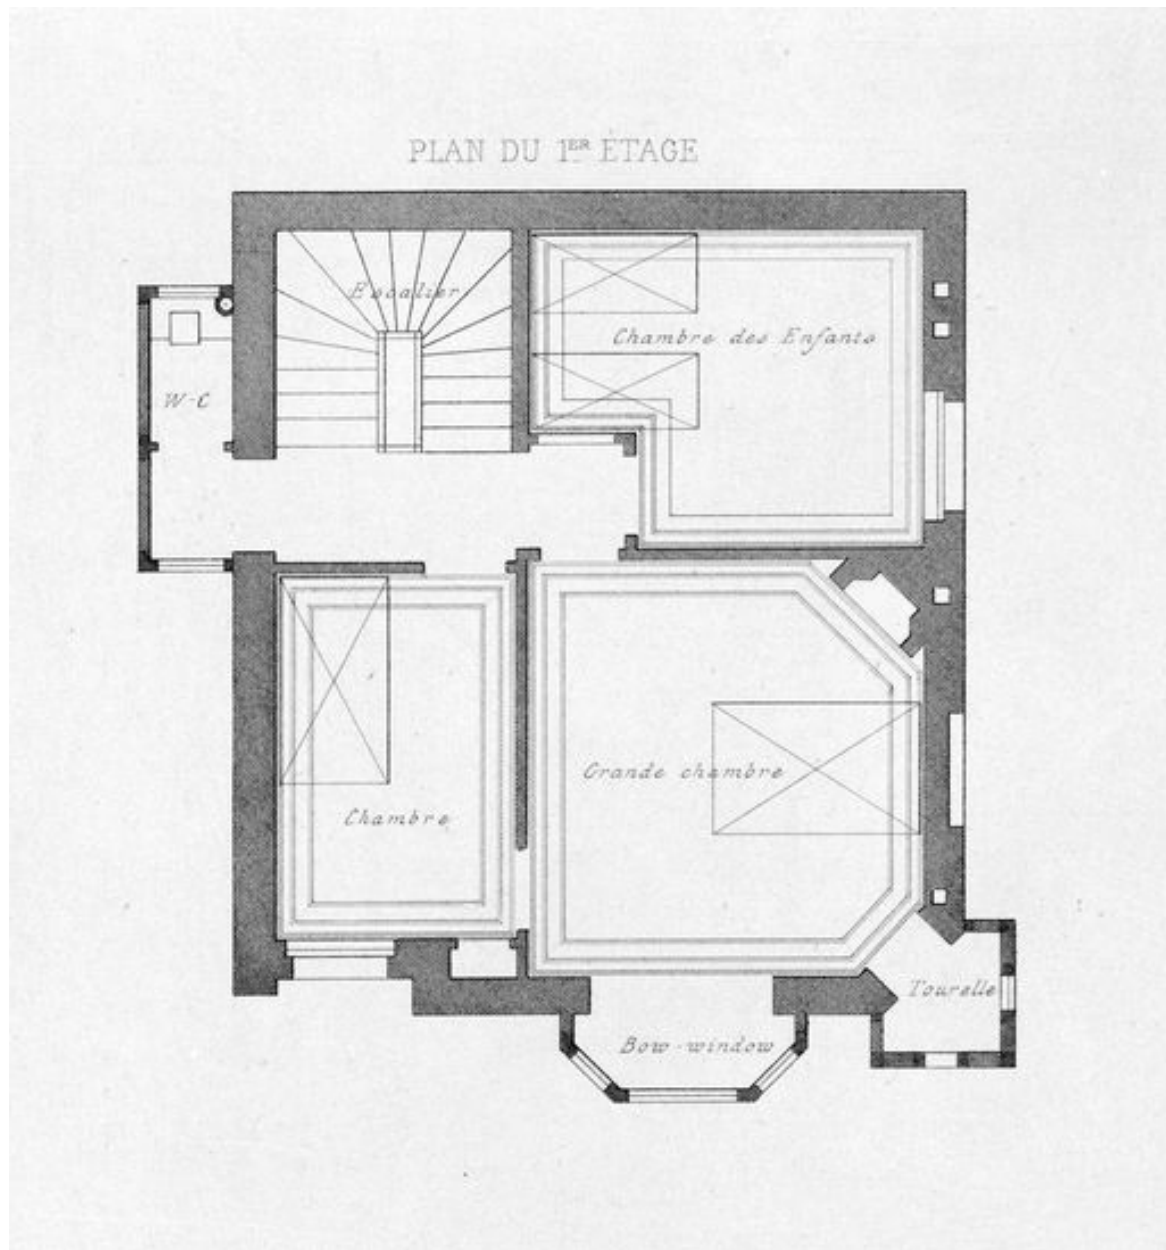 PLAN DU 1ER ÉTAGE
Escalier
Chambre des Enfants
W-C
Grande chambre
Chambre
Tourelle
Bow-window